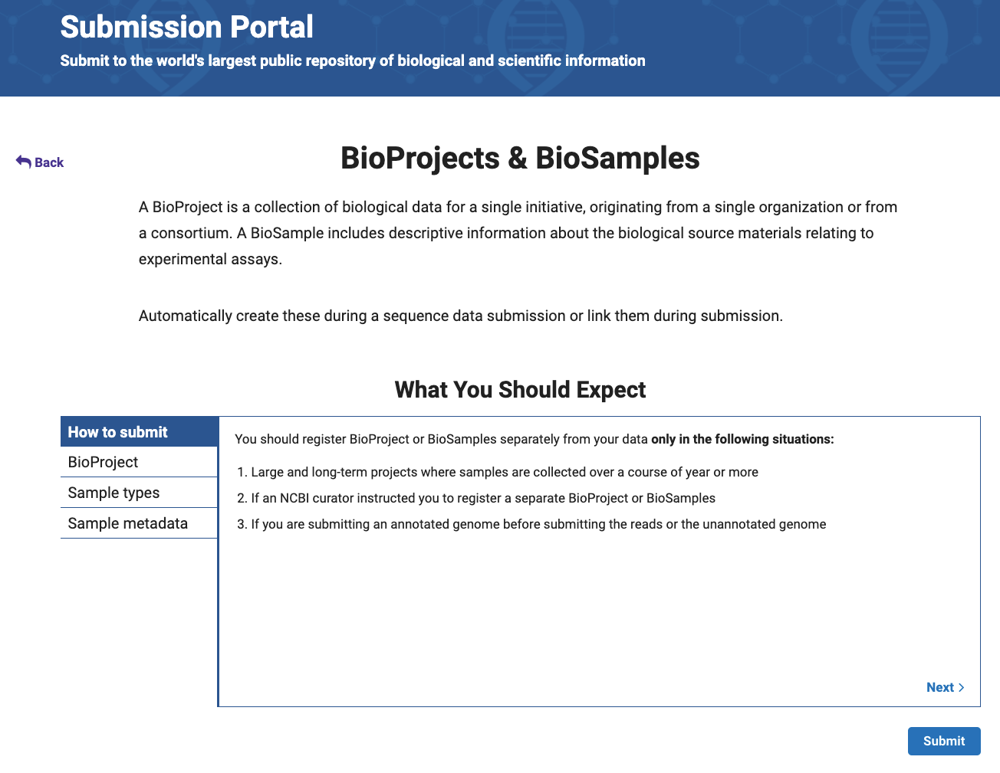 Submission Portal
Submit to the world's largest public repository of biological and scientific information
Back
BioProjects & BioSamples
A BioProject is a collection of biological data for a single initiative, originating from a single organization or from
a consortium. A BioSample includes descriptive information about the biological source materials relating to
experimental assays.
Automatically create these during a sequence data submission or link them during submission.
What You Should Expect
How to submit
BioProject
Sample types
Sample metadata
You should register BioProject or BioSamples separately from your data only in the following situations:
1. Large and long-term projects where samples are collected over a course of year or more
2. If an NCBI curator instructed you to register a separate BioProject or BioSamples
3. If you are submitting an annotated genome before submitting the reads or the unannotated genome
Next >
Submit